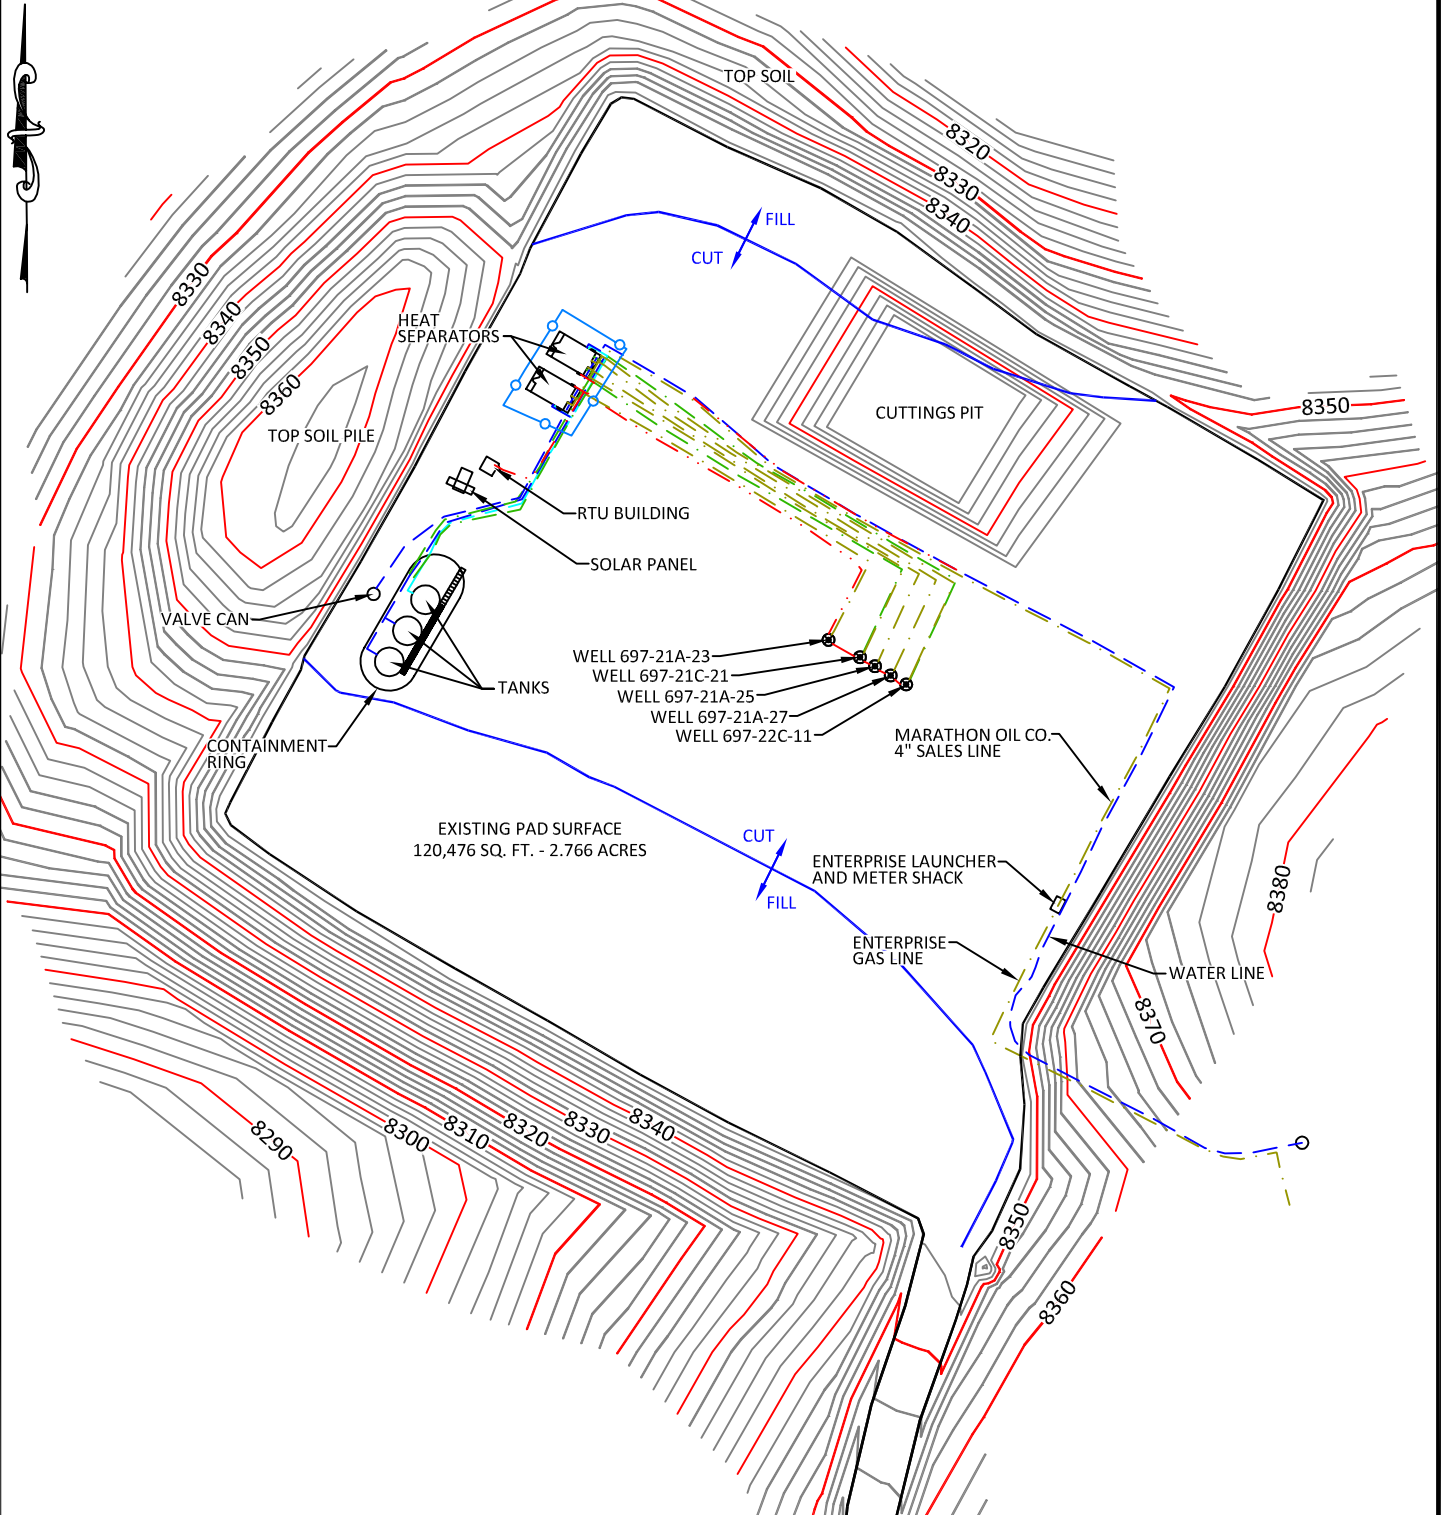 TOP SOIL
8320
8330
8340
FILL
CUT
8330
8340
8350
8360
HEAT
SEPARATORS
TOP SOIL PILE
CUTTINGS PIT
8350
RTU BUILDING
SOLAR PANEL
VALVE CAN
WELL 697-21A-23
WELL 697-21C-21
WELL 697-21A-25
WELL 697-21A-27
WELL 697-22C-11
TANKS
CONTAINMENT
RING
MARATHON OIL CO.
4" SALES LINE
EXISTING PAD SURFACE
120,476 SQ. FT. - 2.766 ACRES
CUT
FILL
ENTERPRISE LAUNCHER
AND METER SHACK
8380
ENTERPRISE
GAS LINE
WATER LINE
8370
8290
8300
8310
8320
8330
8340
8350
8360